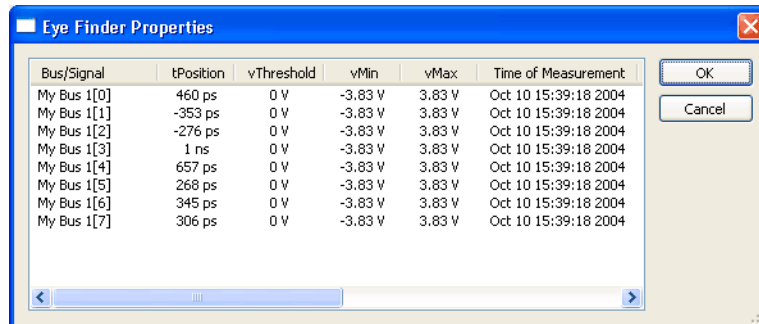 Eye Finder Properties
Bus/Signal tPosition vThreshold vMin vMax Time of Measurement
My Bus 1[0] 460 ps 0 V -3.83 V 3.83 V Oct 10 15:39:18 2004
My Bus 1[1] -353 ps 0 V -3.83 V 3.83 V Oct 10 15:39:18 2004
My Bus 1[2] -276 ps 0 V -3.83 V 3.83 V Oct 10 15:39:18 2004
My Bus 1[3] 1 ns 0 V -3.83 V 3.83 V Oct 10 15:39:18 2004
My Bus 1[4] 657 ps 0 V -3.83 V 3.83 V Oct 10 15:39:18 2004
My Bus 1[5] 268 ps 0 V -3.83 V 3.83 V Oct 10 15:39:18 2004
My Bus 1[6] 345 ps 0 V -3.83 V 3.83 V Oct 10 15:39:18 2004
My Bus 1[7] 306 ps 0 V -3.83 V 3.83 V Oct 10 15:39:18 2004
OK
Cancel